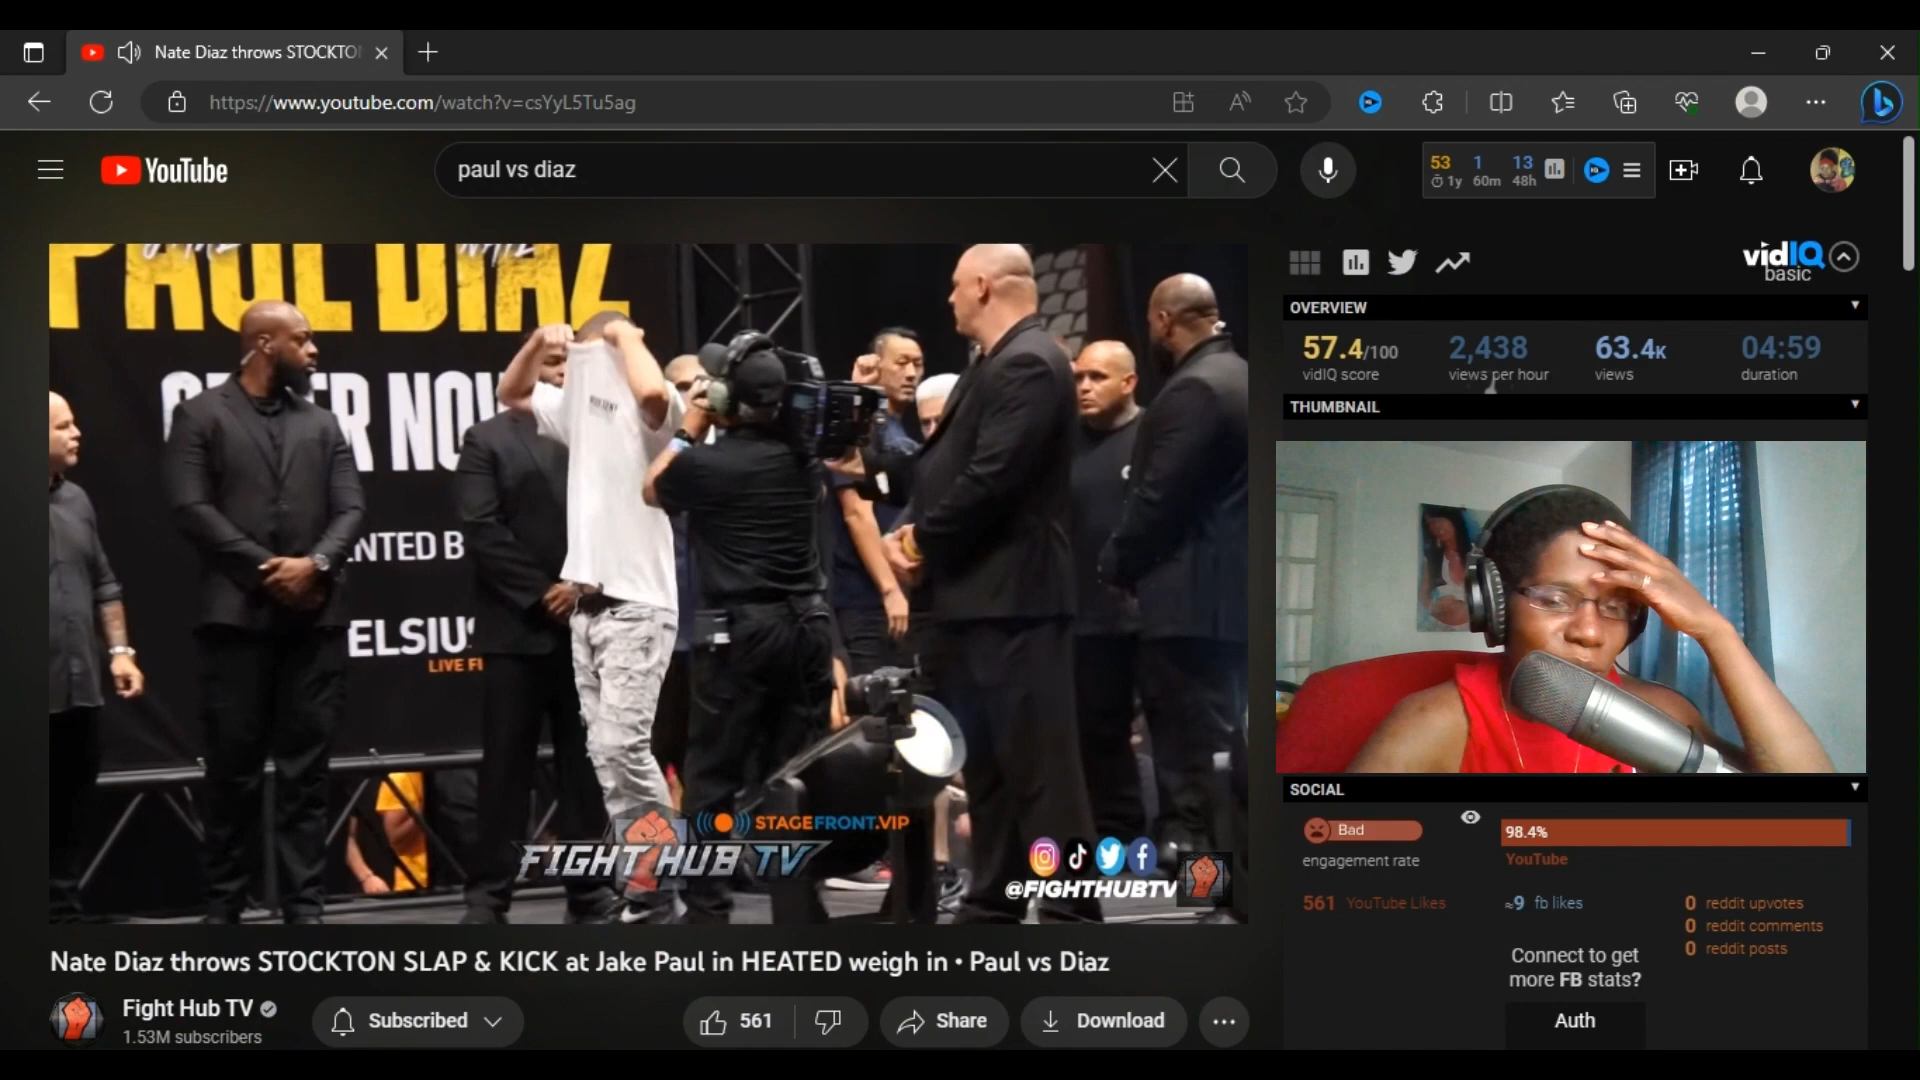 Nate Diaz throws STOCKTO
https://www.youtube.com/watch?v=csYyL5Tu5ag
YouTube
paul vs diaz
53 1 13
1y 60m 48h
vidIQ
basic
OVERVIEW
57.4/100 2,438 63.4K 04:59
vidIQ score views per hour views duration
THUMBNAIL
PAUL DIAZ
ER NO
ENTED B
ELSIU
LIVE FI
STAGEFRONT.VIP
FIGHT HUB TV
@FIGHTHUBTV
SOCIAL
Bad
98.4%
engagement rate
YouTube
561 YouTube Likes
≈9 fb likes
0 reddit upvotes
0 reddit comments
0 reddit posts
Connect to get
more FB stats?
Auth
Nate Diaz throws STOCKTON SLAP & KICK at Jake Paul in HEATED weigh in • Paul vs Diaz
Fight Hub TV
1.53M subscribers
Subscribed
561
Share
Download